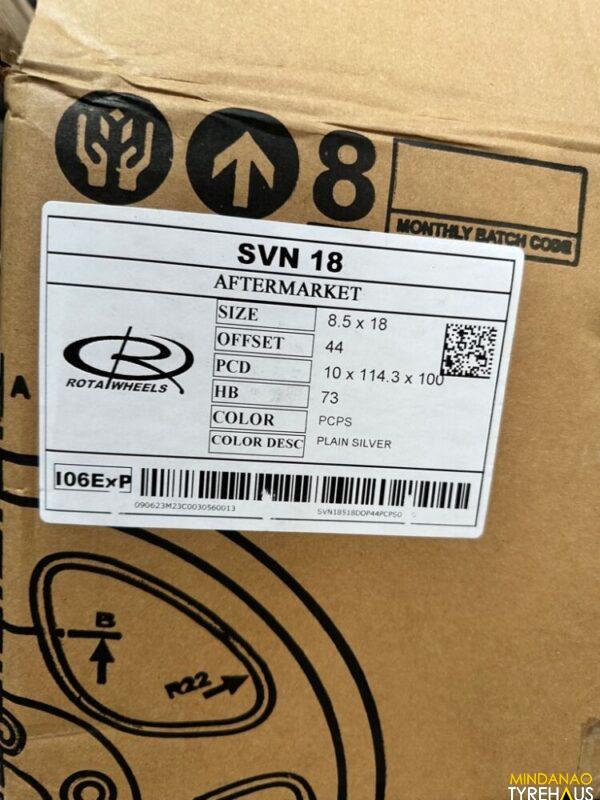 8
MONTHLY BATCH CODE
SVN 18
AFTERMARKET
SIZE 8.5 x 18
OFFSET 44
PCD 10 x 114.3 x 100
HB 73
COLOR PCPS
COLOR DESC PLAIN SILVER
R
ROTA WHEELS
I06ExP
090623M23C0030560013
SVN18518DOP44PCPS0
A
B
R22
MINDANAO
TYREHAUS